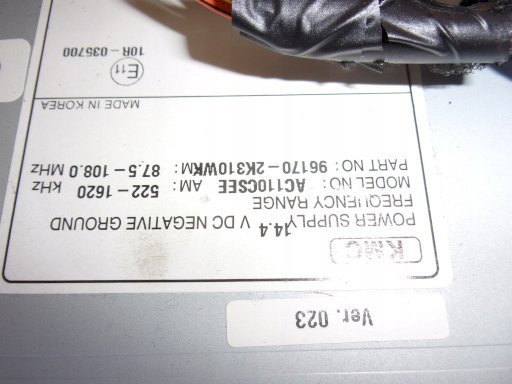 Ver. 023
KMC
POWER SUPPLY 14.4 V DC NEGATIVE GROUND
FREQUENCY RANGE
MODEL NO: AC110CSEE AM: 522-1620 KHz
PART NO: 96170-2K310WK FM: 87.5-108.0 MHz
MADE IN KOREA
E11
10R-035700